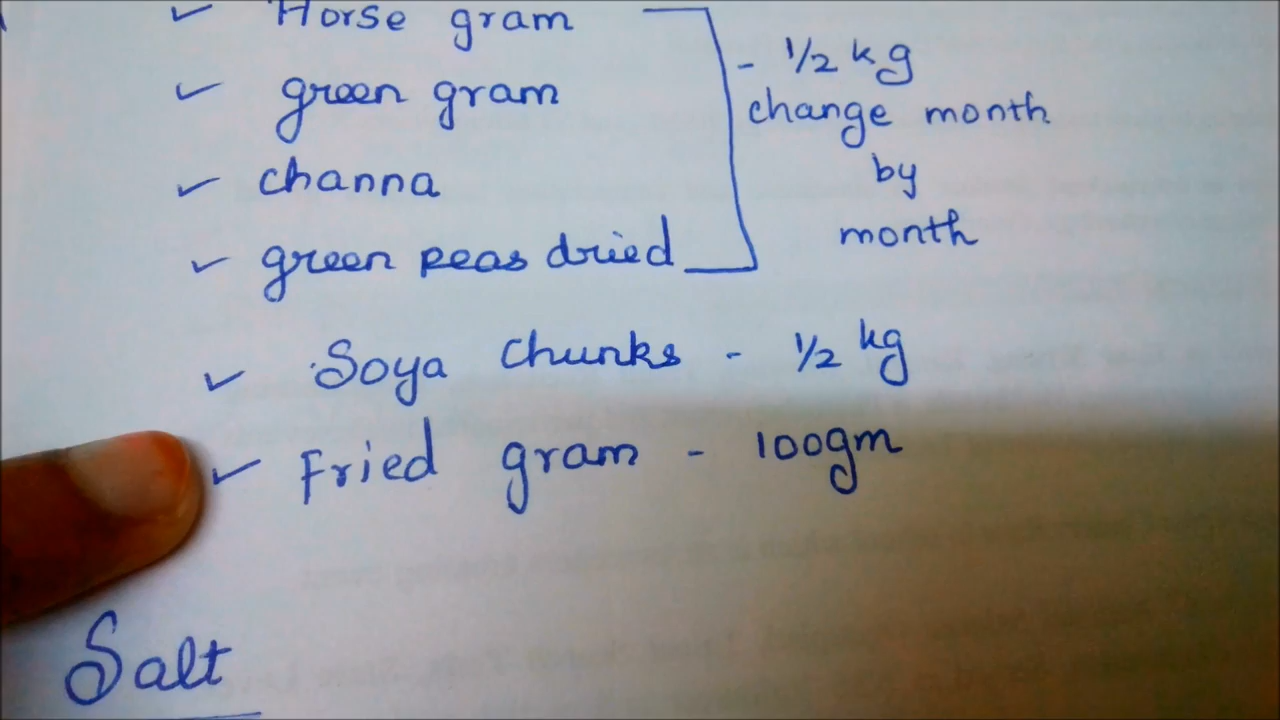 ✓ Horse gram
✓ green gram
✓ channa
✓ green peas dried
- 1/2 kg
change month
by
month
✓ Soya chunks - 1/2 kg
✓ Fried gram - 100gm
Salt